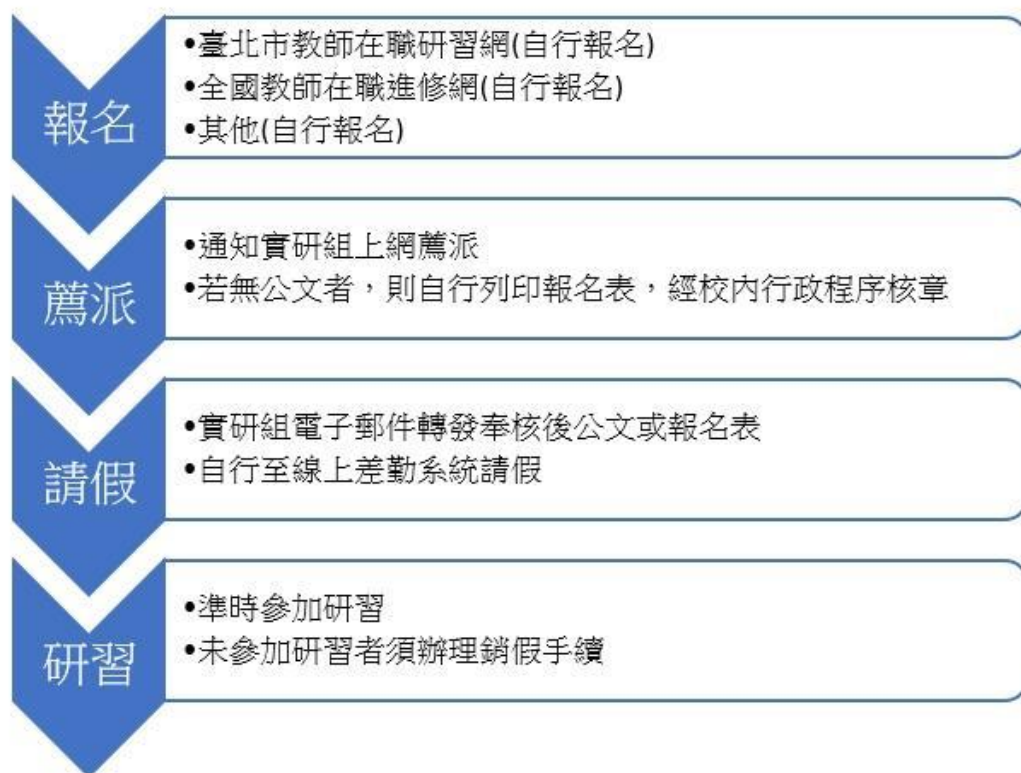 報名
•臺北市教師在職研習網(自行報名)
•全國教師在職進修網(自行報名)
•其他(自行報名)
薦派
•通知實研組上網薦派
•若無公文者，則自行列印報名表，經校內行政程序核章
請假
•實研組電子郵件轉發奉核後公文或報名表
•自行至線上差勤系統請假
研習
•準時參加研習
•未參加研習者須辦理銷假手續